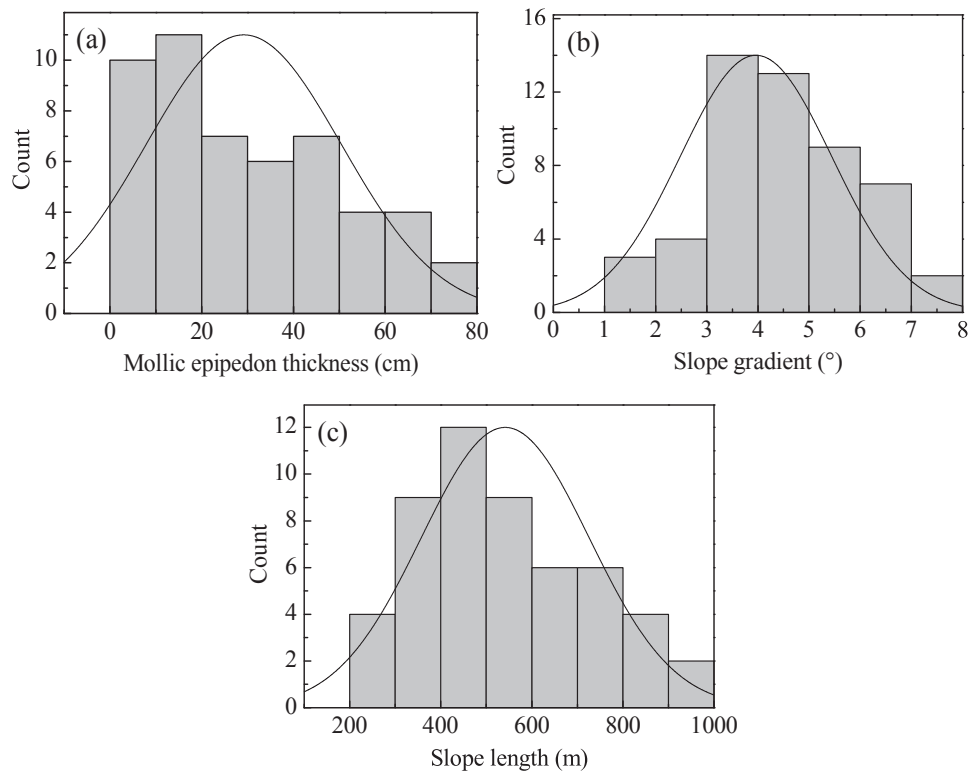 (a)
10
8
6
4
2
0
Count
0 20 40 60 80
Mollic epipedon thickness (cm)
(b)
16
12
8
4
0
Count
0 1 2 3 4 5 6 7 8
Slope gradient (°)
(c)
12
10
8
6
4
2
0
Count
200 400 600 800 1000
Slope length (m)